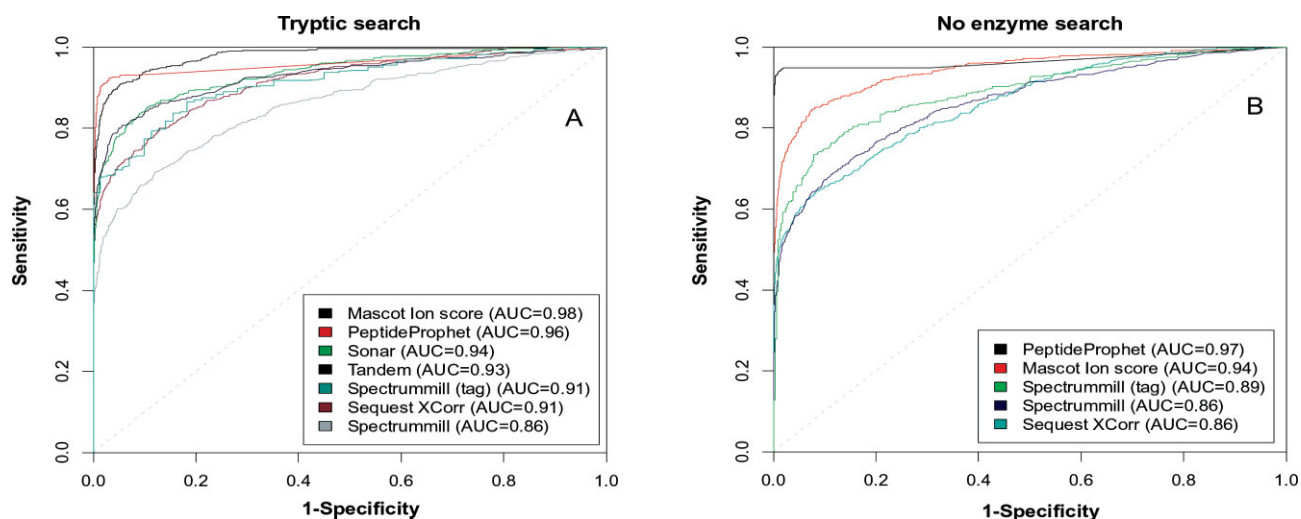 Tryptic search
No enzyme search
Sensitivity
1.0
0.8
0.6
0.4
0.2
0.0
A
Mascot Ion score (AUC=0.98)
PeptideProphet (AUC=0.96)
Sonar (AUC=0.94)
Tandem (AUC=0.93)
Spectrummill (tag) (AUC=0.91)
Sequest XCorr (AUC=0.91)
Spectrummill (AUC=0.86)
0.0 0.2 0.4 0.6 0.8 1.0
1-Specificity
Sensitivity
1.0
0.8
0.6
0.4
0.2
0.0
B
PeptideProphet (AUC=0.97)
Mascot Ion score (AUC=0.94)
Spectrummill (tag) (AUC=0.89)
Spectrummill (AUC=0.86)
Sequest XCorr (AUC=0.86)
0.0 0.2 0.4 0.6 0.8 1.0
1-Specificity